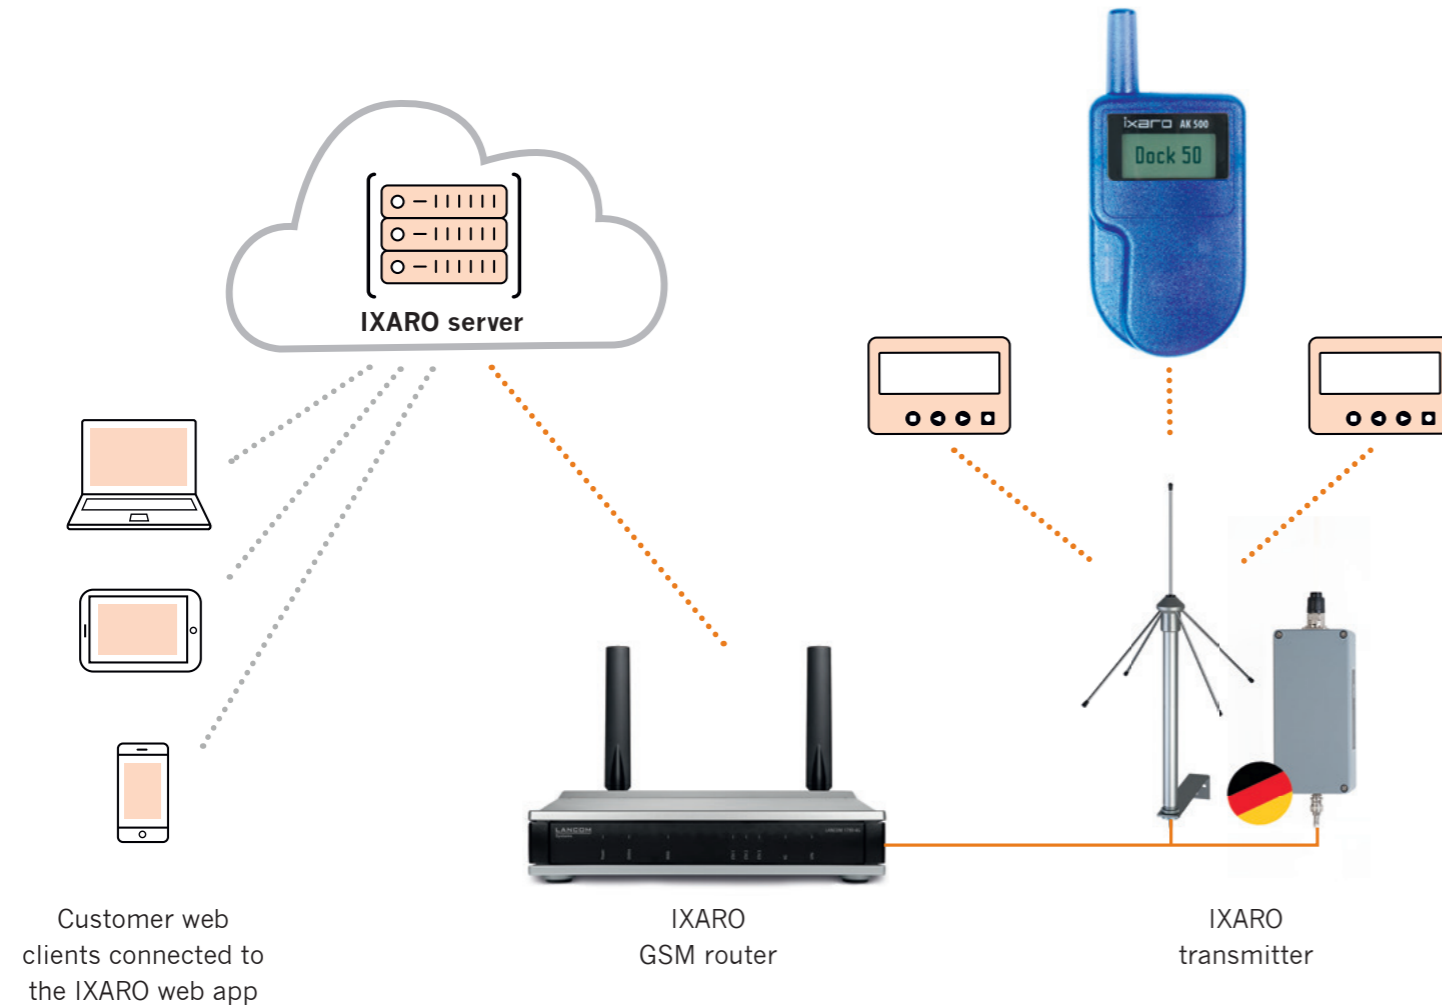 IXARO server
ixaro AK 500
Dock 50
LANCOM
Customer web
clients connected to
the IXARO web app
IXARO
GSM router
IXARO
transmitter